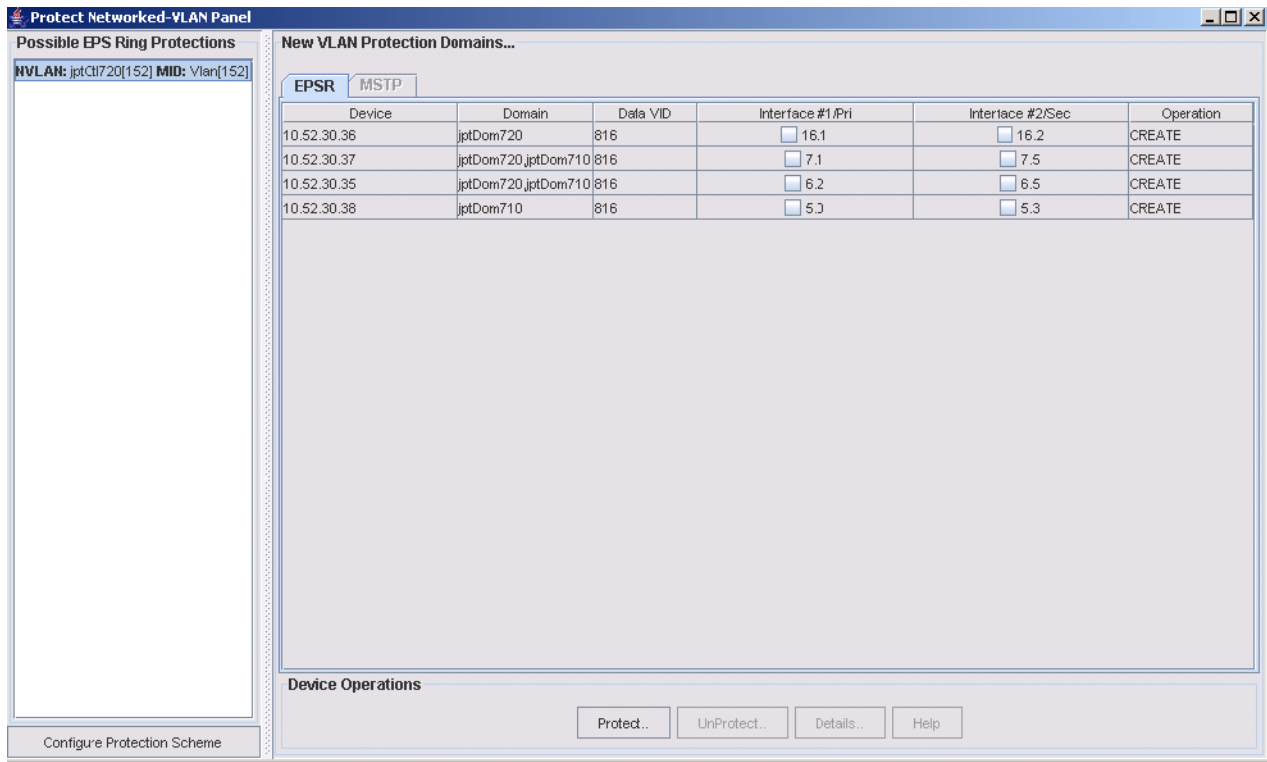 Protect Networked-VLAN Panel
Possible EPS Ring Protections
NVLAN: jptCtl720[152] MID: Vlan[152]
New VLAN Protection Domains...
EPSR MSTP
Device Domain Data VID Interface #1/Pri Interface #2/Sec Operation
10.52.30.36 jptDom720 816 16.1 16.2 CREATE
10.52.30.37 jptDom720,jptDom710 816 7.1 7.5 CREATE
10.52.30.35 jptDom720,jptDom710 816 6.2 6.5 CREATE
10.52.30.38 jptDom710 816 5.3 CREATE
Device Operations
Protect.. UnProtect.. Details.. Help
Configure Protection Scheme